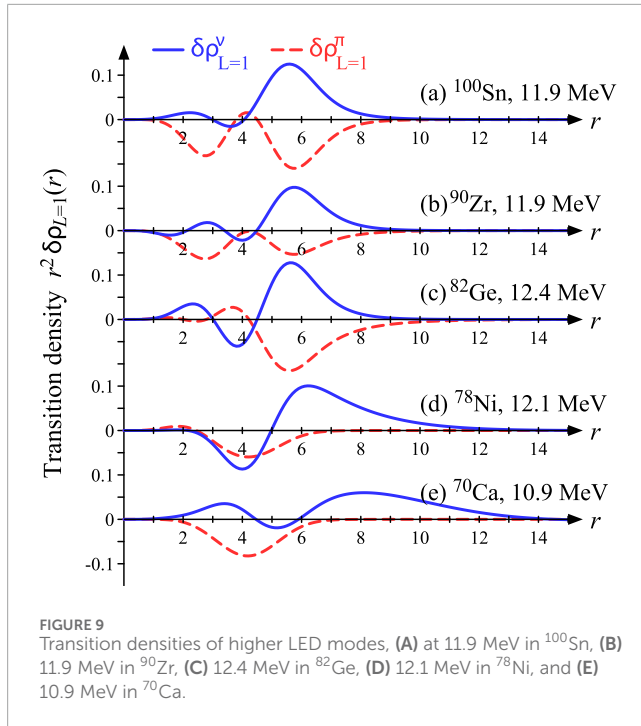 δρ^ν_{L=1} δρ^π_{L=1}
Transition density r² δρ_{L=1}(r)
0.1
(a) ¹⁰⁰Sn, 11.9 MeV
0
2 4 6 8 10 12 14 r
0.1
(b) ⁹⁰Zr, 11.9 MeV
0
2 4 6 8 10 12 14 r
0.1
(c) ⁸²Ge, 12.4 MeV
0
2 4 6 8 10 12 14 r
0.1
(d) ⁷⁸Ni, 12.1 MeV
0
2 4 6 8 10 12 14 r
0.1
(e) ⁷⁰Ca, 10.9 MeV
0
2 4 6 8 10 12 14 r
-0.1
FIGURE 9
Transition densities of higher LED modes, (A) at 11.9 MeV in ¹⁰⁰Sn, (B)
11.9 MeV in ⁹⁰Zr, (C) 12.4 MeV in ⁸²Ge, (D) 12.1 MeV in ⁷⁸Ni, and (E)
10.9 MeV in ⁷⁰Ca.